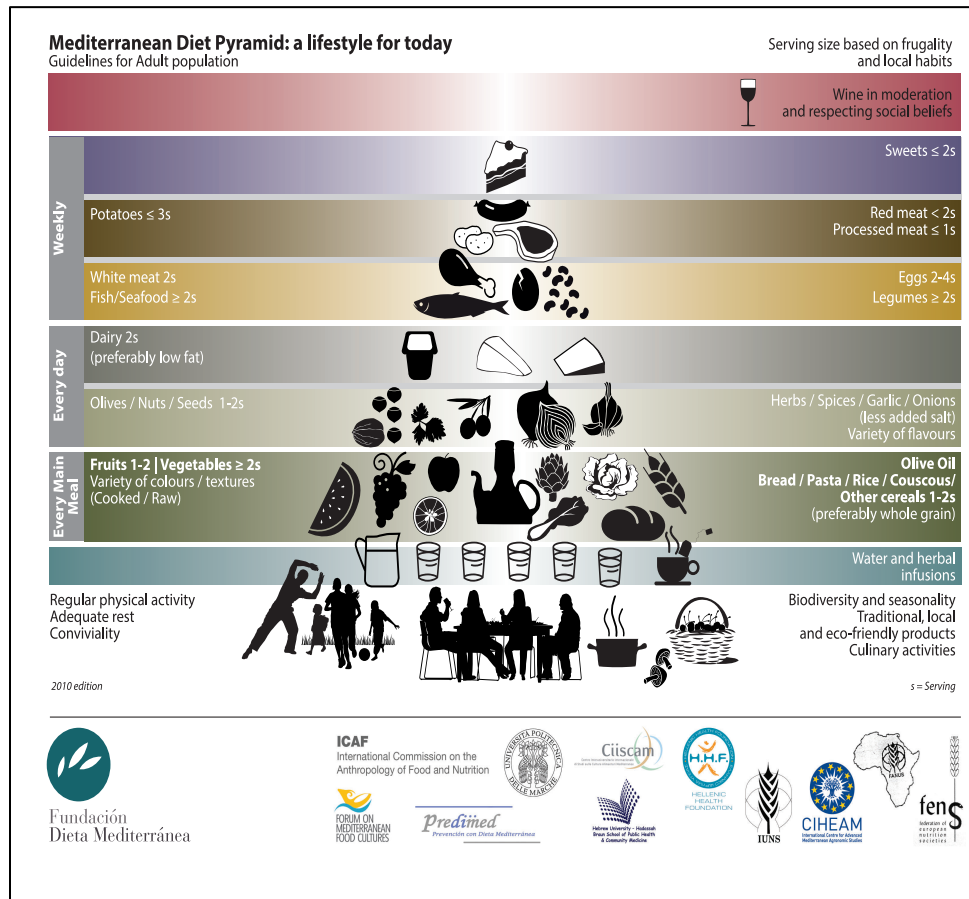 Mediterranean Diet Pyramid: a lifestyle for today
Guidelines for Adult population
Serving size based on frugality
and local habits
Wine in moderation
and respecting social beliefs
Weekly
Sweets ≤ 2s
Potatoes ≤ 3s
Red meat < 2s
Processed meat ≤ 1s
White meat 2s
Fish/Seafood ≥ 2s
Eggs 2-4s
Legumes ≥ 2s
Every day
Dairy 2s
(preferably low fat)
Olives / Nuts / Seeds 1-2s
Herbs / Spices / Garlic / Onions
(less added salt)
Variety of flavours
Every Main
Meal
Fruits 1-2 | Vegetables ≥ 2s
Variety of colours / textures
(Cooked / Raw)
Olive Oil
Bread / Pasta / Rice / Couscous/
Other cereals 1-2s
(preferably whole grain)
Water and herbal
infusions
Regular physical activity
Adequate rest
Conviviality
Biodiversity and seasonality
Traditional, local
and eco-friendly products
Culinary activities
2010 edition
s = Serving
Fundación
Dieta Mediterránea
ICAF
International Commission on the
Anthropology of Food and Nutrition
FORUM ON
MEDITERRANEAN
FOOD CULTURES
Predimed
Prevención con Dieta Mediterránea
UNIVERSITÀ POLITECNICA
DELLE MARCHE
Ciiscam
Hebrew University - Hadassah
Braun School of Public Health
& Community Medicine
H.H.F.
HELLENIC
HEALTH
FOUNDATION
IUNS
CIHEAM
International Centre for Advanced
Mediterranean Agronomic Studies
fens
federation of
european
nutrition
societies